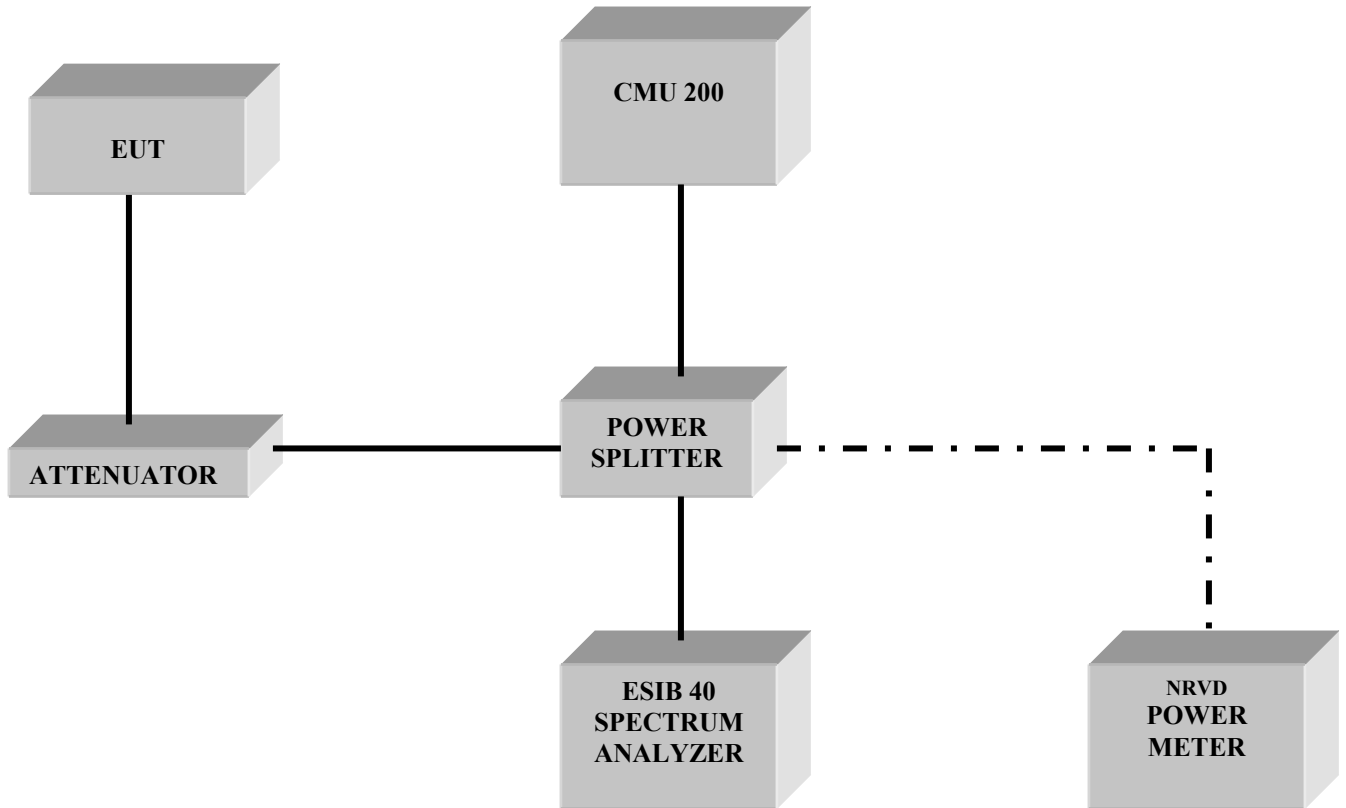 CMU 200
EUT
POWER
SPLITTER
ATTENUATOR
ESIB 40
SPECTRUM
ANALYZER
NRVD
POWER
METER